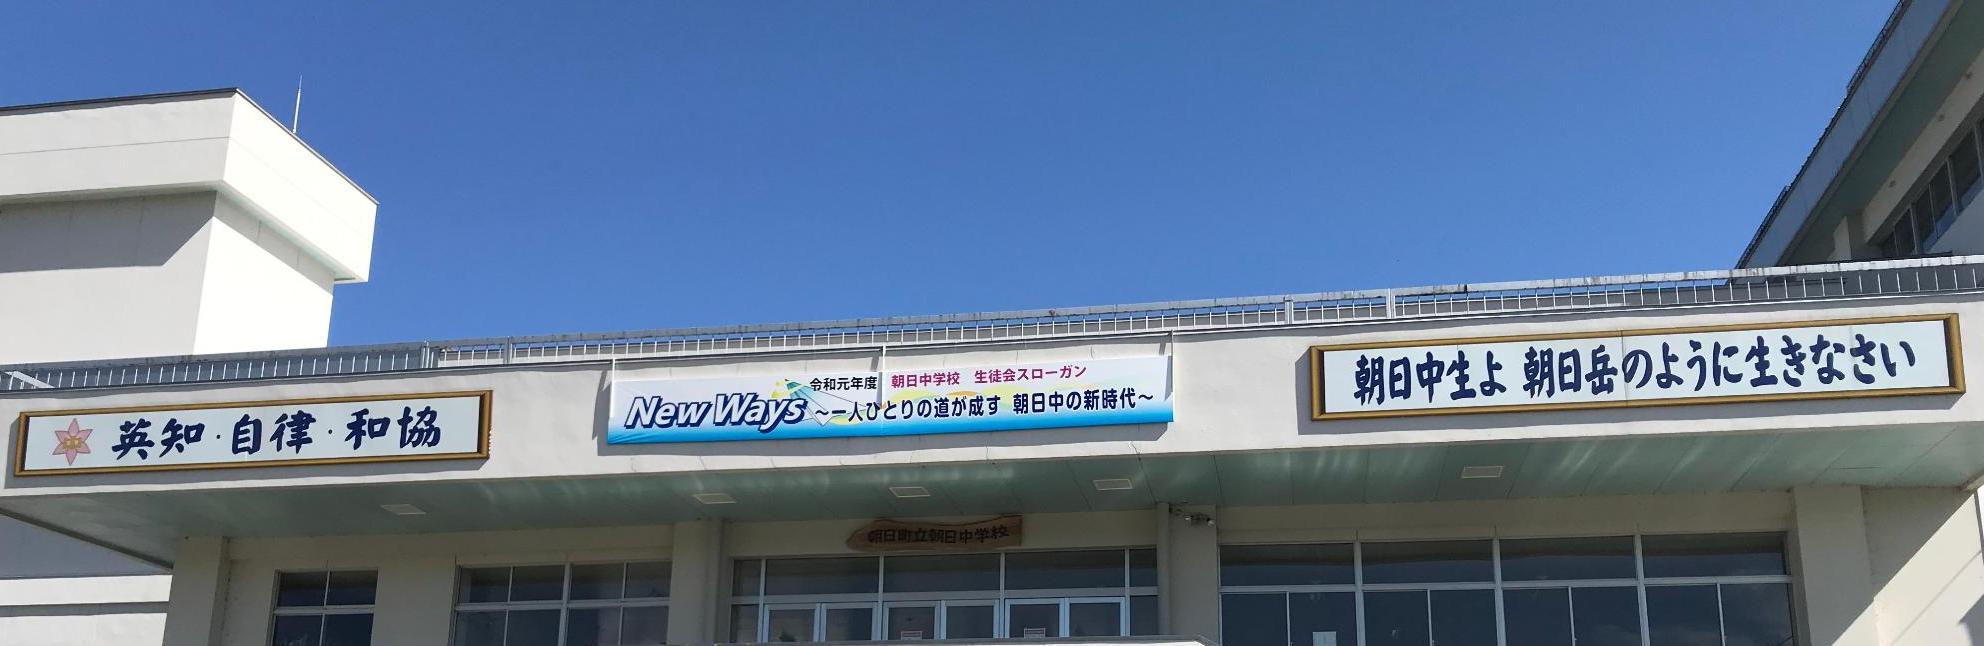 英知・自律・和協
令和元年度 朝日中学校 生徒会スローガン
New Ways ～一人ひとりの道が成す 朝日中の新時代～
朝日中生よ 朝日岳のように生きなさい
朝日町立朝日中学校